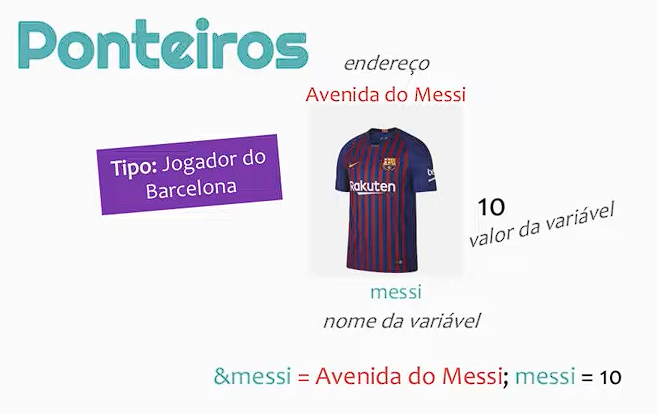 Ponteiros
endereço
Avenida do Messi
Tipo: Jogador do
Barcelona
Rakuten
10
valor da variável
messi
nome da variável
&messi = Avenida do Messi; messi = 10